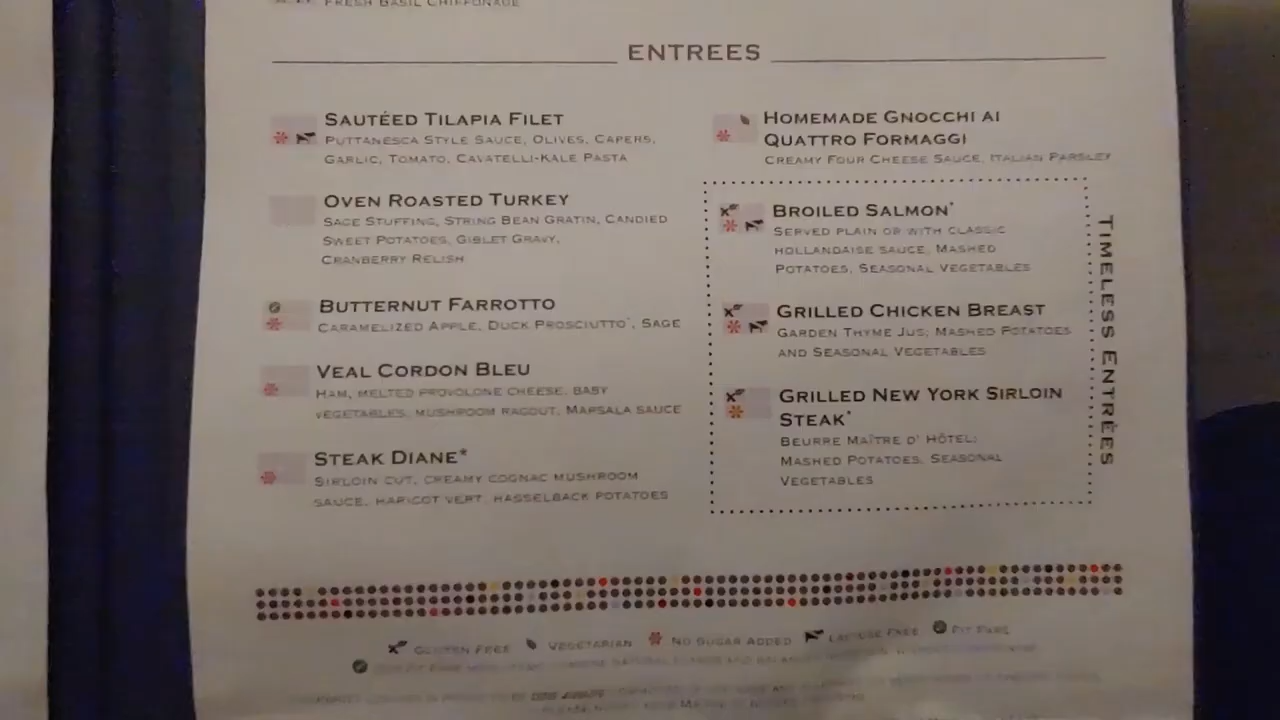 FRESH BASIL CHIFFONADE
ENTREES
SAUTÉED TILAPIA FILET
PUTTANESCA STYLE SAUCE, OLIVES, CAPERS,
GARLIC, TOMATO, CAVATELLI-KALE PASTA
OVEN ROASTED TURKEY
SAGE STUFFING, STRING BEAN GRATIN, CANDIED
SWEET POTATOES, GIBLET GRAVY,
CRANBERRY RELISH
BUTTERNUT FARROTTO
CARAMELIZED APPLE, DUCK PROSCIUTTO*, SAGE
VEAL CORDON BLEU
HAM, MELTED PROVOLONE CHEESE, BABY
VEGETABLES, MUSHROOM RAGOUT, MARSALA SAUCE
STEAK DIANE*
SIRLOIN CUT, CREAMY COGNAC MUSHROOM
SAUCE, HARICOT VERT, HASSELBACK POTATOES
HOMEMADE GNOCCHI AI
QUATTRO FORMAGGI
CREAMY FOUR CHEESE SAUCE, ITALIAN PARSLEY
BROILED SALMON*
SERVED PLAIN OR WITH CLASSIC
HOLLANDAISE SAUCE, MASHED
POTATOES, SEASONAL VEGETABLES
GRILLED CHICKEN BREAST
GARDEN THYME JUS; MASHED POTATOES
AND SEASONAL VEGETABLES
GRILLED NEW YORK SIRLOIN
STEAK*
BEURRE MAÎTRE D' HÔTEL;
MASHED POTATOES, SEASONAL
VEGETABLES
TIMELESS ENTRÉES
GLUTEN FREE VEGETARIAN NO SUGAR ADDED LACTOSE FREE FIT FARE